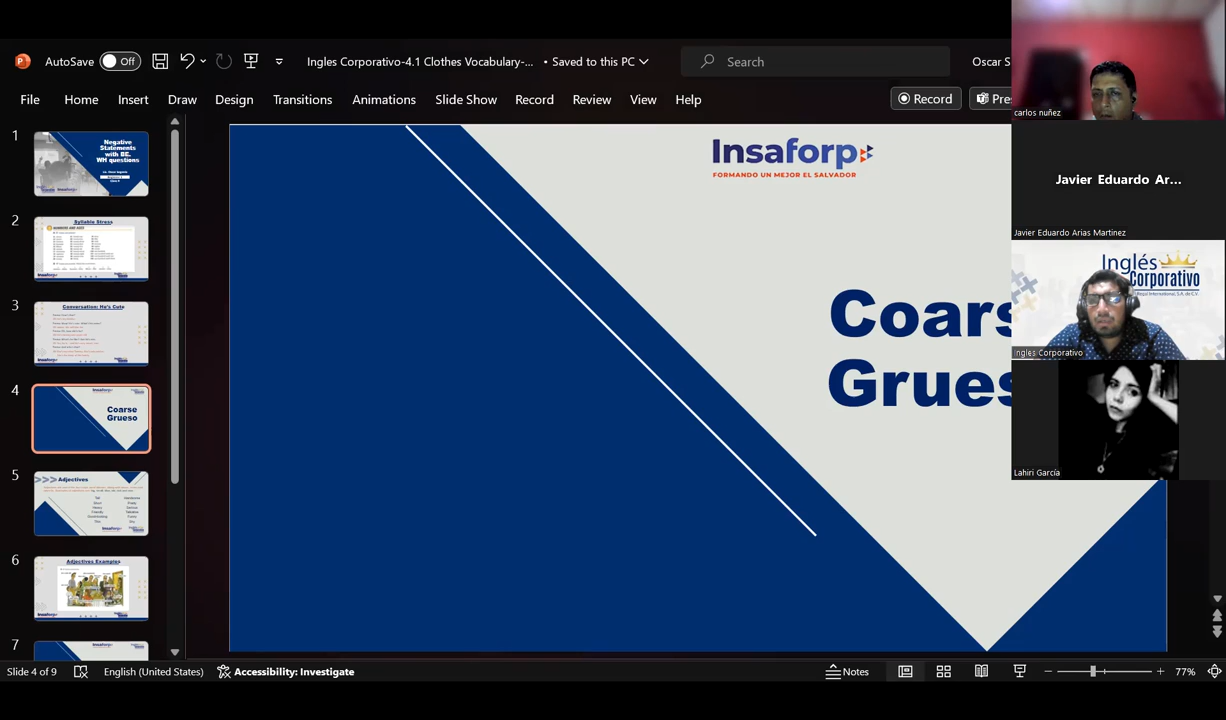 AutoSave
Off
Ingles Corporativo-4.1 Clothes Vocabulary-... • Saved to this PC
Search
Oscar S
File
Home
Insert
Draw
Design
Transitions
Animations
Slide Show
Record
Review
View
Help
Record
Pres
1
Negative
Statements
with BE.
WH questions
2
Syllable Stress
3
Conversation: He's Cute
4
Coarse
Grueso
5
Adjectives
6
Adjectives Examples
7
Insaforp
FORMANDO UN MEJOR EL SALVADOR
Coars
Grues
carlos nuñez
Javier Eduardo Ar...
Javier Eduardo Arias Martinez
Inglés
Corporativo
Ingles Corporativo
Lahiri García
Slide 4 of 9
English (United States)
Accessibility: Investigate
Notes
77%